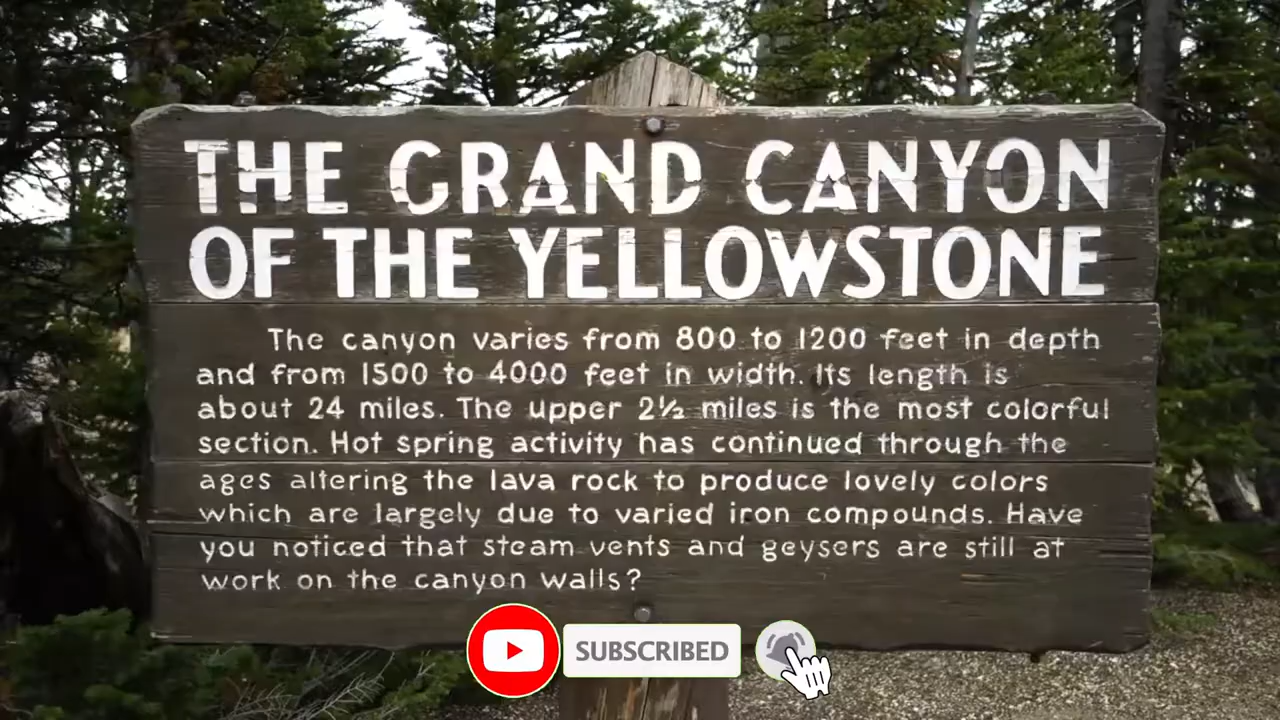 THE GRAND CANYON
OF THE YELLOWSTONE
The canyon varies from 800 to 1200 feet in depth
and from 1500 to 4000 feet in width. Its length is
about 24 miles. The upper 2½ miles is the most colorful
section. Hot spring activity has continued through the
ages altering the lava rock to produce lovely colors
which are largely due to varied iron compounds. Have
you noticed that steam vents and geysers are still at
work on the canyon walls?
SUBSCRIBED